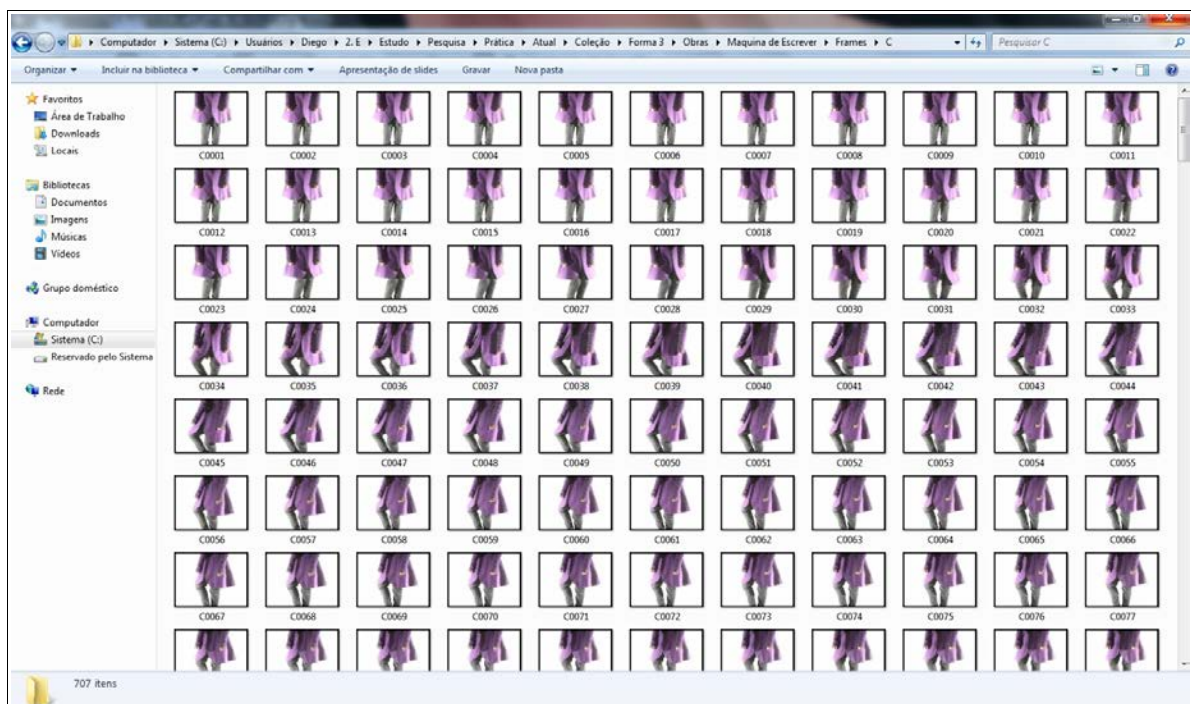 Computador Sistema (C:) Usuários Diego 2. E Estudo Pesquisa Prática Atual Coleção Forma 3 Obras Maquina de Escrever Frames C Pesquisar C
Organizar Incluir na biblioteca Compartilhar com Apresentação de slides Gravar Nova pasta
Favoritos
Área de Trabalho
Downloads
Locais
Bibliotecas
Documentos
Imagens
Músicas
Vídeos
Grupo doméstico
Computador
Sistema (C:)
Reservado pelo Sistema
Rede
C0001 C0002 C0003 C0004 C0005 C0006 C0007 C0008 C0009 C0010 C0011
C0012 C0013 C0014 C0015 C0016 C0017 C0018 C0019 C0020 C0021 C0022
C0023 C0024 C0025 C0026 C0027 C0028 C0029 C0030 C0031 C0032 C0033
C0034 C0035 C0036 C0037 C0038 C0039 C0040 C0041 C0042 C0043 C0044
C0045 C0046 C0047 C0048 C0049 C0050 C0051 C0052 C0053 C0054 C0055
C0056 C0057 C0058 C0059 C0060 C0061 C0062 C0063 C0064 C0065 C0066
C0067 C0068 C0069 C0070 C0071 C0072 C0073 C0074 C0075 C0076 C0077
707 itens